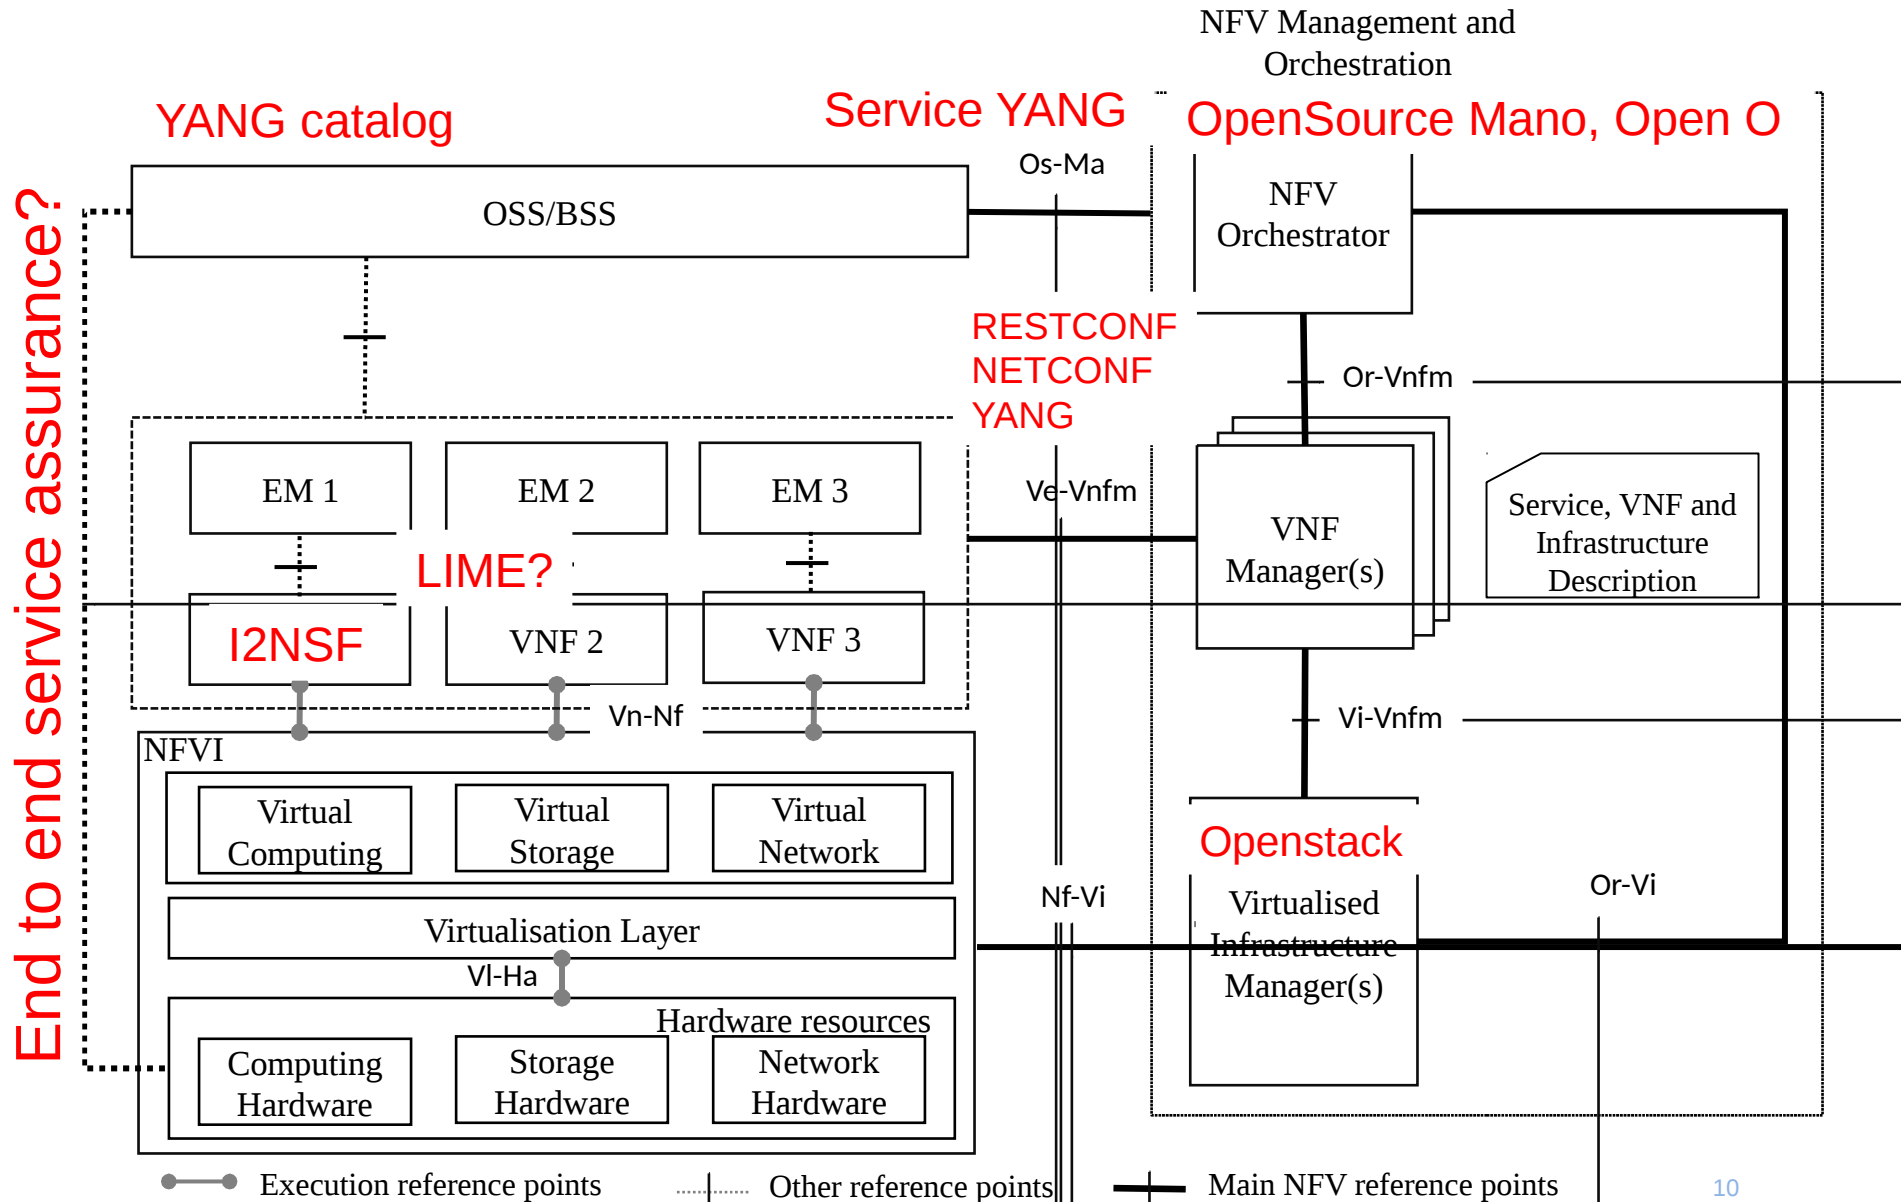 NFV Management and
Orchestration
YANG catalog
Service YANG
OpenSource Mano, Open O
Os-Ma
End to end service assurance?
OSS/BSS
NFV
Orchestrator
RESTCONF
NETCONF
YANG
Or-Vnfm
EM 1
EM 2
EM 3
Ve-Vnfm
VNF
Manager(s)
Service, VNF and
Infrastructure
Description
LIME?
I2NSF
VNF 2
VNF 3
Vn-Nf
Vi-Vnfm
NFVI
Virtual
Computing
Virtual
Storage
Virtual
Network
Openstack
Nf-Vi
Or-Vi
Virtualised
Infrastructure
Manager(s)
Virtualisation Layer
Vl-Ha
Hardware resources
Computing
Hardware
Storage
Hardware
Network
Hardware
Execution reference points
Other reference points
Main NFV reference points
10